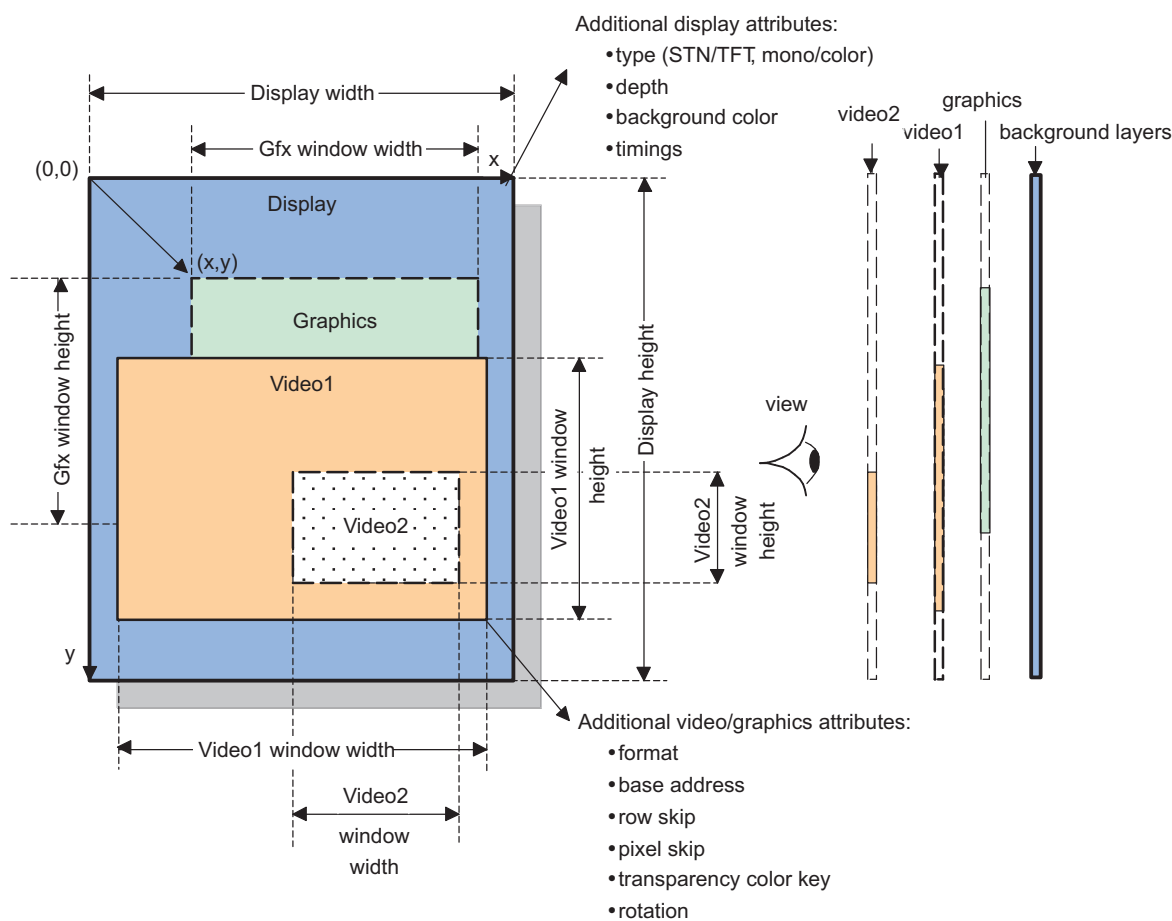 Additional display attributes:
•type (STN/TFT, mono/color)
•depth
•background color
•timings
Display width
Gfx window width
x
(0,0)
Display
(x,y)
Graphics
Gfx window height
Video1
Video2
Video1 window
height
Display height
Video2
window
height
view
video2
video1
graphics
background layers
y
Video1 window width
Video2
window
width
Additional video/graphics attributes:
•format
•base address
•row skip
•pixel skip
•transparency color key
•rotation